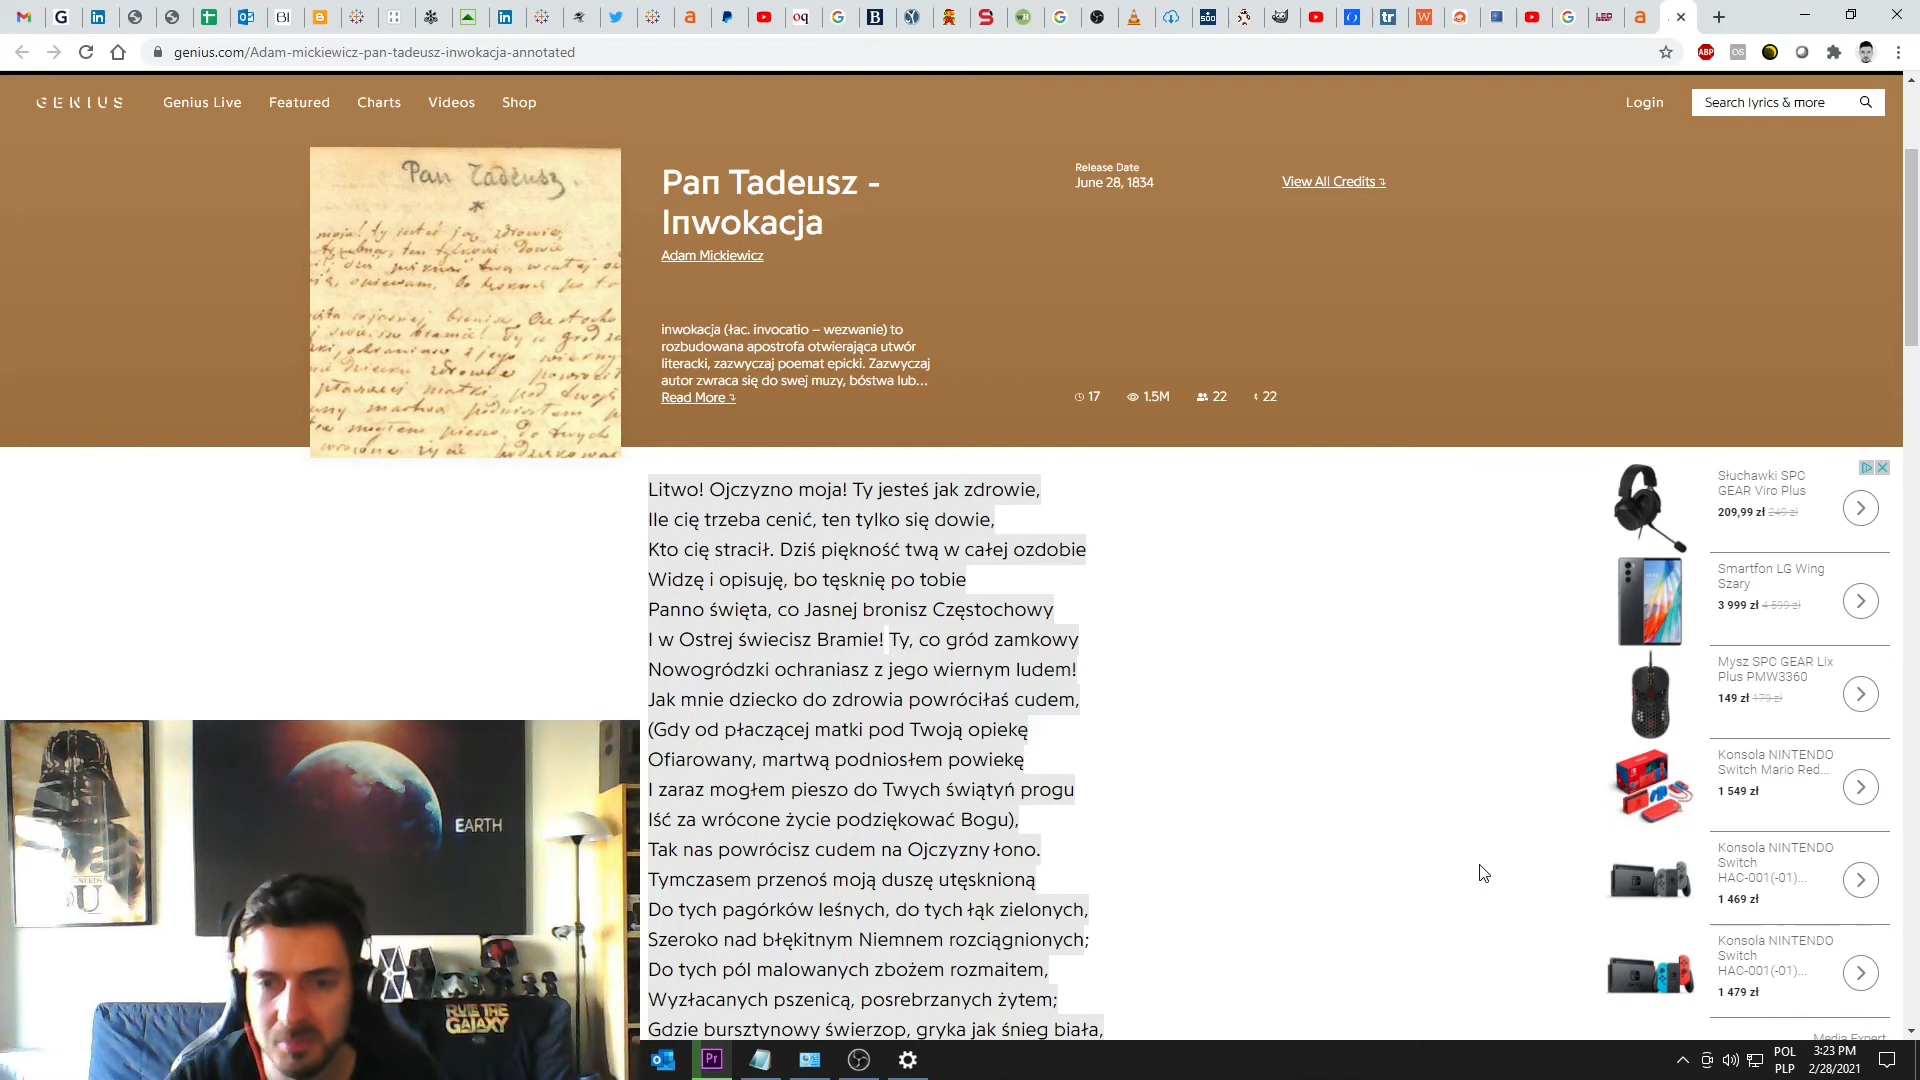 genius.com/Adam-mickiewicz-pan-tadeusz-inwokacja-annotated
GENIUS
Genius Live
Featured
Charts
Videos
Shop
Login
Search lyrics & more
Pan Tadeusz
Pan Tadeusz -
Inwokacja
Adam Mickiewicz
Release Date
June 28, 1834
View All Credits
inwokacja (łac. invocatio – wezwanie) to
rozbudowana apostrofa otwierająca utwór
literacki, zazwyczaj poemat epicki. Zazwyczaj
autor zwraca się do swej muzy, bóstwa lub...
Read More
17
1.5M
22
22
Litwo! Ojczyzno moja! Ty jesteś jak zdrowie,
Ile cię trzeba cenić, ten tylko się dowie,
Kto cię stracił. Dziś piękność twą w całej ozdobie
Widzę i opisuję, bo tęsknię po tobie
Panno święta, co Jasnej bronisz Częstochowy
I w Ostrej świecisz Bramie! Ty, co gród zamkowy
Nowogródzki ochraniasz z jego wiernym ludem!
Jak mnie dziecko do zdrowia powróciłaś cudem,
(Gdy od płaczącej matki pod Twoją opiekę
Ofiarowany, martwą podniosłem powiekę
I zaraz mogłem pieszo do Twych świątyń progu
Iść za wrócone życie podziękować Bogu),
Tak nas powrócisz cudem na Ojczyzny łono.
Tymczasem przenoś moją duszę utęsknioną
Do tych pagórków leśnych, do tych łąk zielonych,
Szeroko nad błękitnym Niemnem rozciągnionych;
Do tych pól malowanych zbożem rozmaitem,
Wyzłacanych pszenicą, posrebrzanych żytem;
Gdzie bursztynowy świerzop, gryka jak śnieg biała,
Słuchawki SPC
GEAR Viro Plus
209,99 zł 249 zł
Smartfon LG Wing
Szary
3 999 zł 4 599 zł
Mysz SPC GEAR Lix
Plus PMW3360
149 zł 179 zł
Konsola NINTENDO
Switch Mario Red...
1 549 zł
Konsola NINTENDO
Switch
HAC-001(-01)...
1 469 zł
Konsola NINTENDO
Switch
HAC-001(-01)...
1 479 zł
Media Expert
EARTH
NEEDS
U
RULE THE
GALAXY
Pr
POL
PLP
3:23 PM
2/28/2021